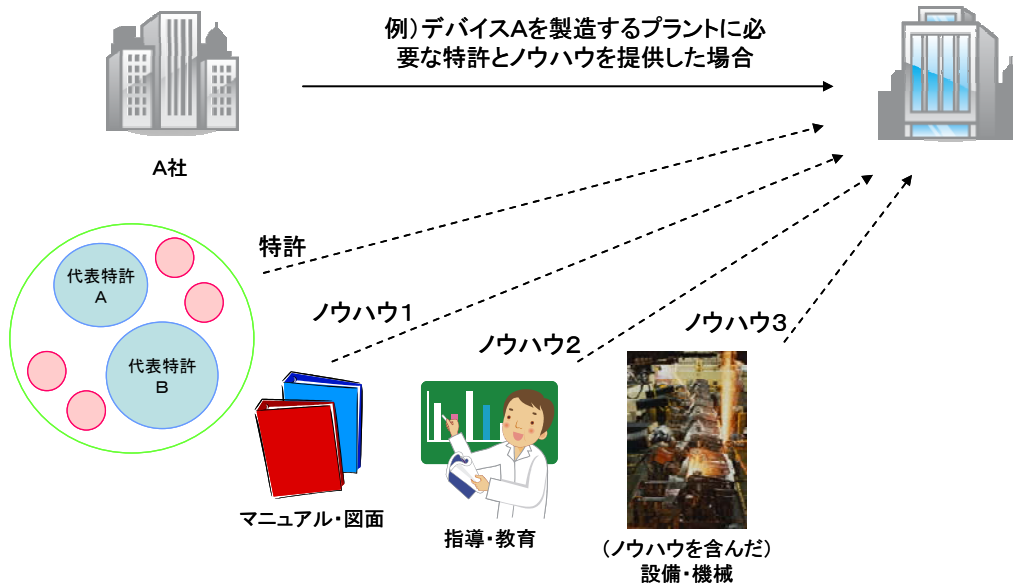 例）デバイスAを製造するプラントに必
要な特許とノウハウを提供した場合
A社
特許
代表特許
A
代表特許
B
ノウハウ１
ノウハウ２
ノウハウ３
マニュアル・図面
指導・教育
（ノウハウを含んだ）
設備・機械